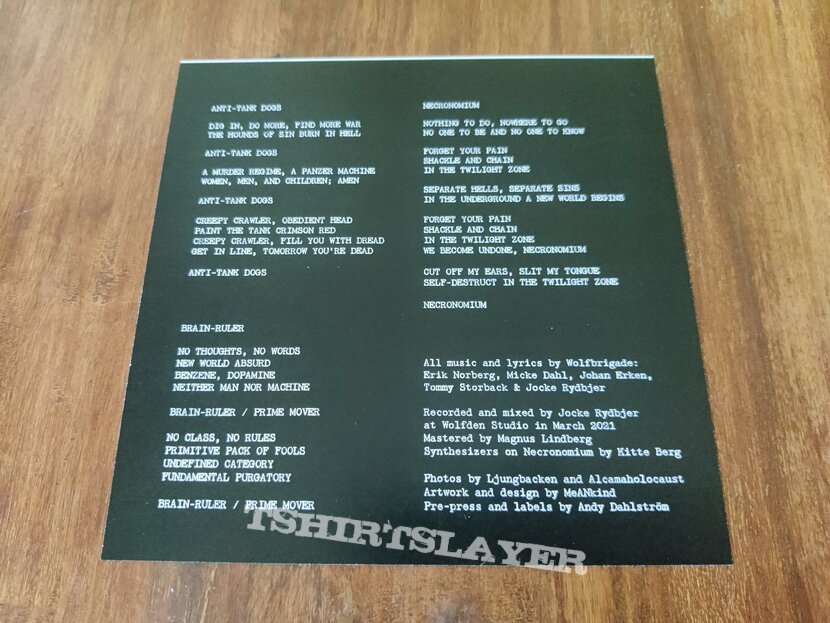 ANTI-TANK DOGS
DIG IN, DO MORE, FIND MORE WAR
THE HOUNDS OF SIN BURN IN HELL
ANTI-TANK DOGS
A MURDER REGIME, A PANZER MACHINE
WOMEN, MEN, AND CHILDREN; AMEN
ANTI-TANK DOGS
CREEPY CRAWLER, OBEDIENT HEAD
PAINT THE TANK CRIMSON RED
CREEPY CRAWLER, FILL YOU WITH DREAD
GET IN LINE, TOMORROW YOU'RE DEAD
ANTI-TANK DOGS
BRAIN-RULER
NO THOUGHTS, NO WORDS
NEW WORLD ABSURD
BENZENE, DOPAMINE
NEITHER MAN NOR MACHINE
BRAIN-RULER / PRIME MOVER
NO CLASS, NO RULES
PRIMITIVE PACK OF FOOLS
UNDEFINED CATEGORY
FUNDAMENTAL PURGATORY
BRAIN-RULER / PRIME MOVER
NECRONOMIUM
NOTHING TO DO, NOWHERE TO GO
NO ONE TO BE AND NO ONE TO KNOW
FORGET YOUR PAIN
SHACKLE AND CHAIN
IN THE TWILIGHT ZONE
SEPARATE HELLS, SEPARATE SINS
IN THE UNDERGROUND A NEW WORLD BEGINS
FORGET YOUR PAIN
SHACKLE AND CHAIN
IN THE TWILIGHT ZONE
WE BECOME UNDONE, NECRONOMIUM
CUT OFF MY EARS, SLIT MY TONGUE
SELF-DESTRUCT IN THE TWILIGHT ZONE
NECRONOMIUM
All music and lyrics by Wolfbrigade:
Erik Norberg, Micke Dahl, Johan Erken,
Tommy Storback & Jocke Rydbjer
Recorded and mixed by Jocke Rydbjer
at Wolfden Studio in March 2021
Mastered by Magnus Lindberg
Synthesizers on Necronomium by Kitte Berg
Photos by Ljungbacken and Alcamaholocaust
Artwork and design by MeANkind
Pre-press and labels by Andy Dahlström
TSHIRTSLAYER